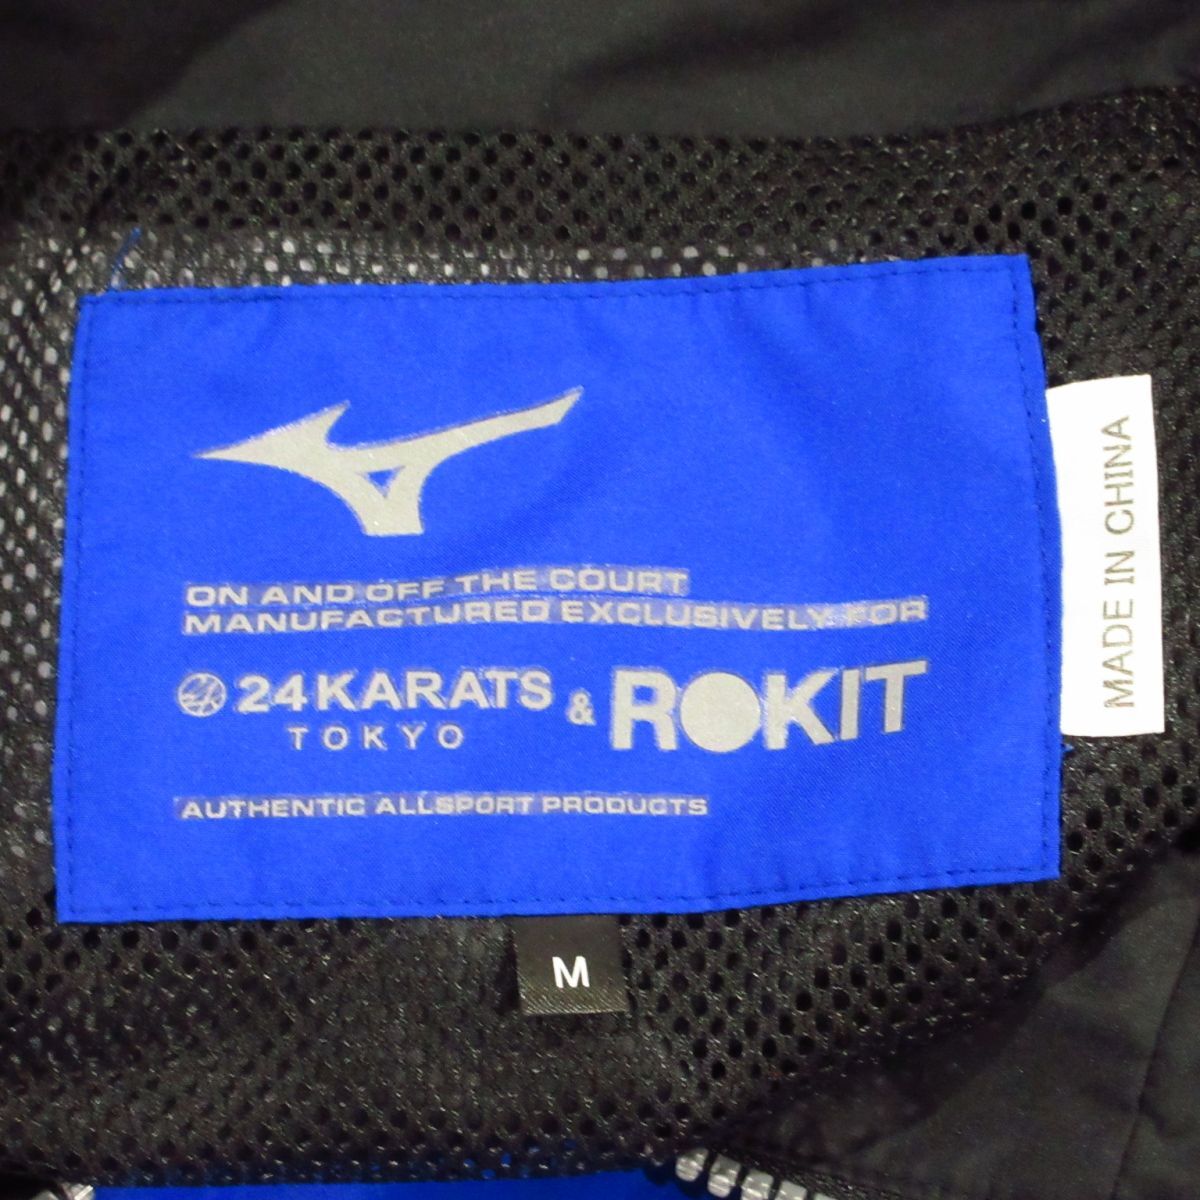 ON AND OFF THE COURT
MANUFACTURED EXCLUSIVELY FOR
24KARATS & ROKIT
TOKYO
AUTHENTIC ALLSPORT PRODUCTS
MADE IN CHINA
M